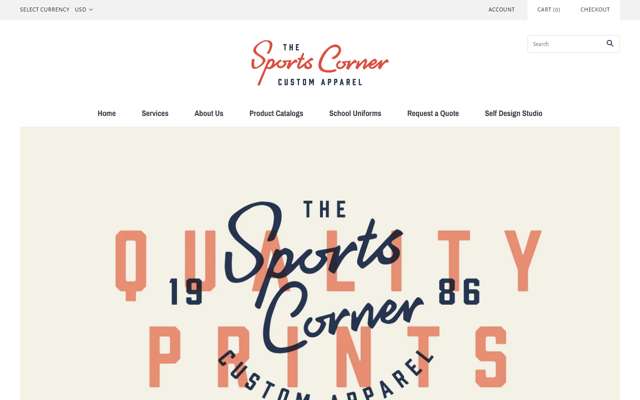 SELECT CURRENCY USD
ACCOUNT
CART (0)
CHECKOUT
THE
Sports Corner
CUSTOM APPAREL
Search
Home
Services
About Us
Product Catalogs
School Uniforms
Request a Quote
Self Design Studio
THE
QUALITY
Sports
19 86
Corner
PRINTS
CUSTOM APPAREL